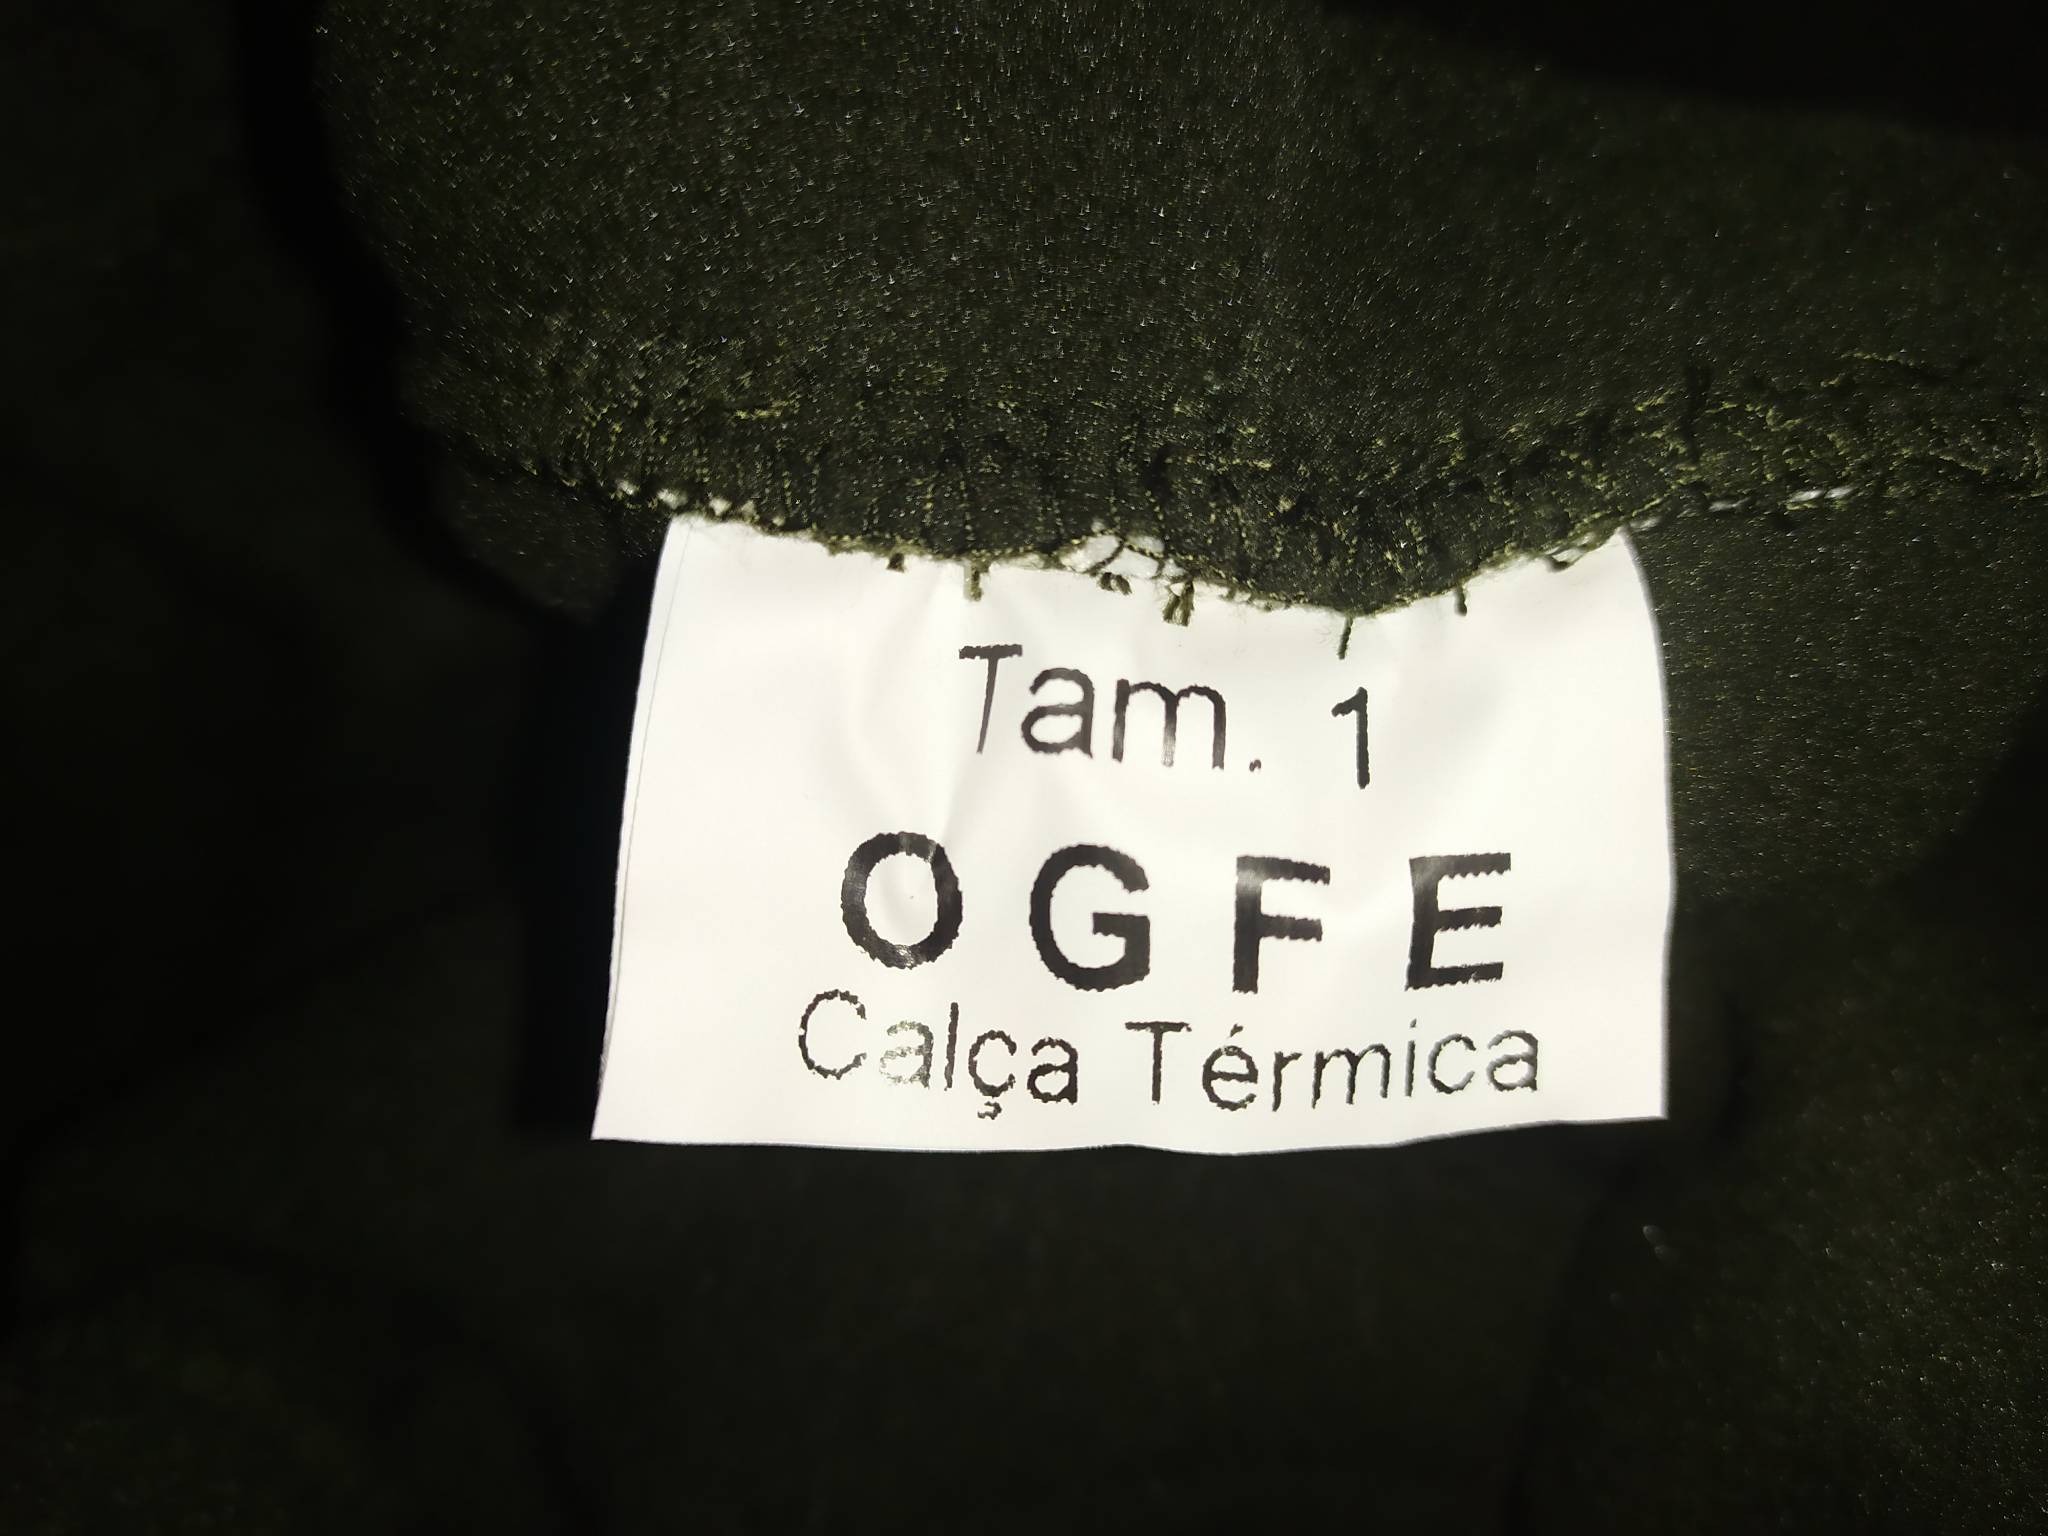 Tam. 1
OGFE
Calça Térmica